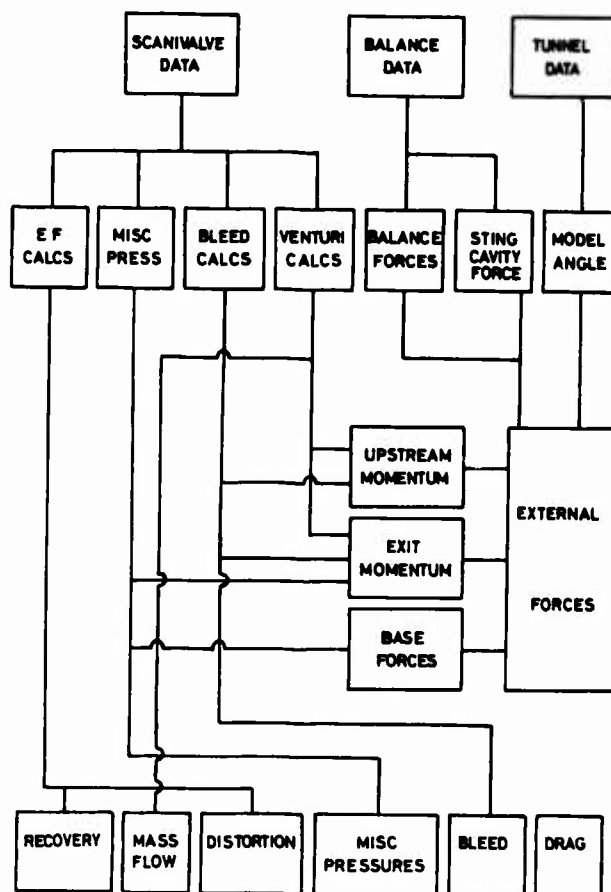 SCANIVALVE
DATA
BALANCE
DATA
TUNNEL
DATA
E F
CALCS
MISC
PRESS
BLEED
CALCS
VENTURI
CALCS
BALANCE
FORCES
STING
CAVITY
FORCE
MODEL
ANGLE
UPSTREAM
MOMENTUM
EXIT
MOMENTUM
BASE
FORCES
EXTERNAL
FORCES
RECOVERY
MASS
FLOW
DISTORTION
MISC
PRESSURES
BLEED
DRAG